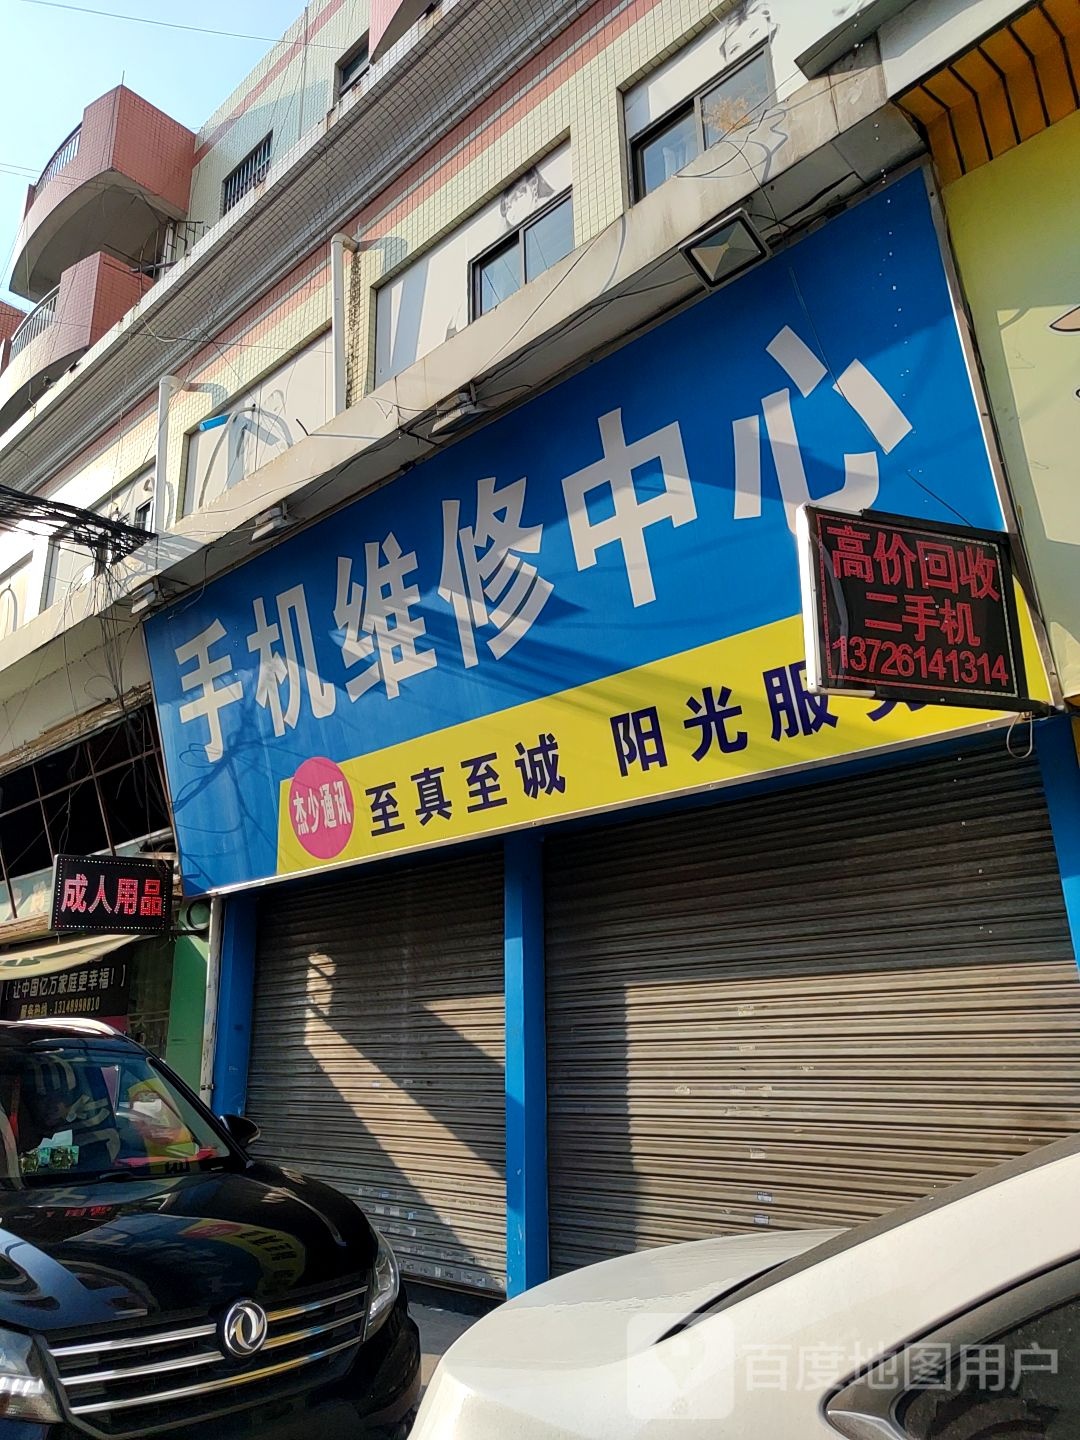 手机维修中心
杰少通讯
至真至诚 阳光服
高价回收
二手机
13726141314
成人用品
【让中国亿万家庭更幸福！】
百度地图用户